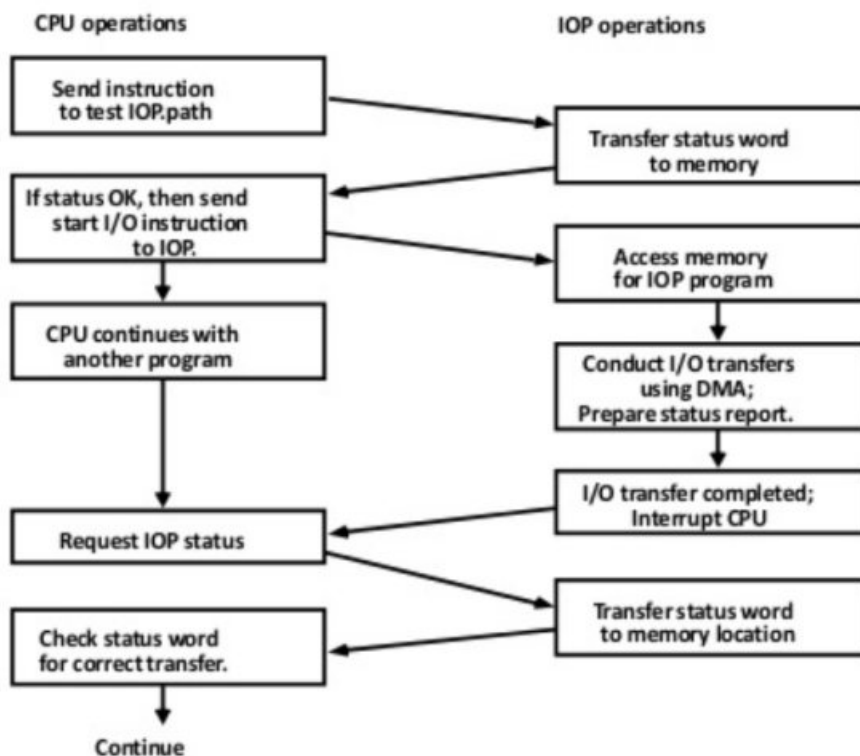 CPU operations
IOP operations
Send instruction
to test IOP.path
Transfer status word
to memory
If status OK, then send
start I/O instruction
to IOP.
Access memory
for IOP program
CPU continues with
another program
Conduct I/O transfers
using DMA;
Prepare status report.
I/O transfer completed;
Interrupt CPU
Request IOP status
Transfer status word
to memory location
Check status word
for correct transfer.
Continue